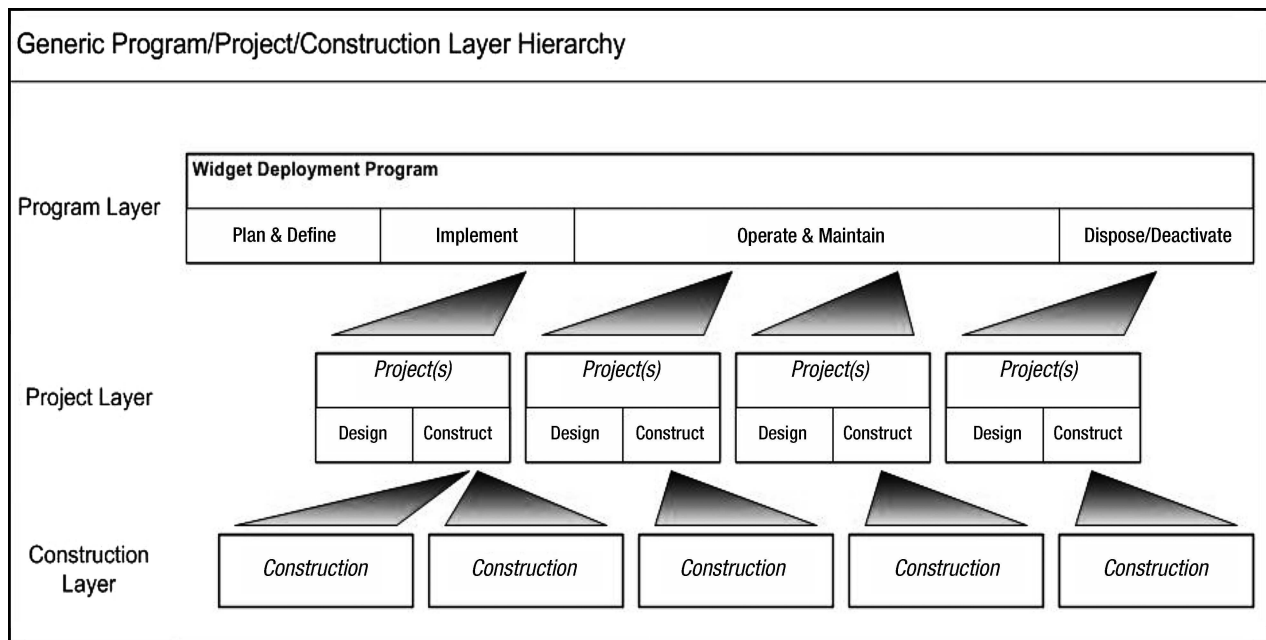 Generic Program/Project/Construction Layer Hierarchy
Program Layer
Widget Deployment Program
Plan & Define
Implement
Operate & Maintain
Dispose/Deactivate
Project Layer
Project(s)
Project(s)
Project(s)
Project(s)
Design
Construct
Design
Construct
Design
Construct
Design
Construct
Construction
Layer
Construction
Construction
Construction
Construction
Construction